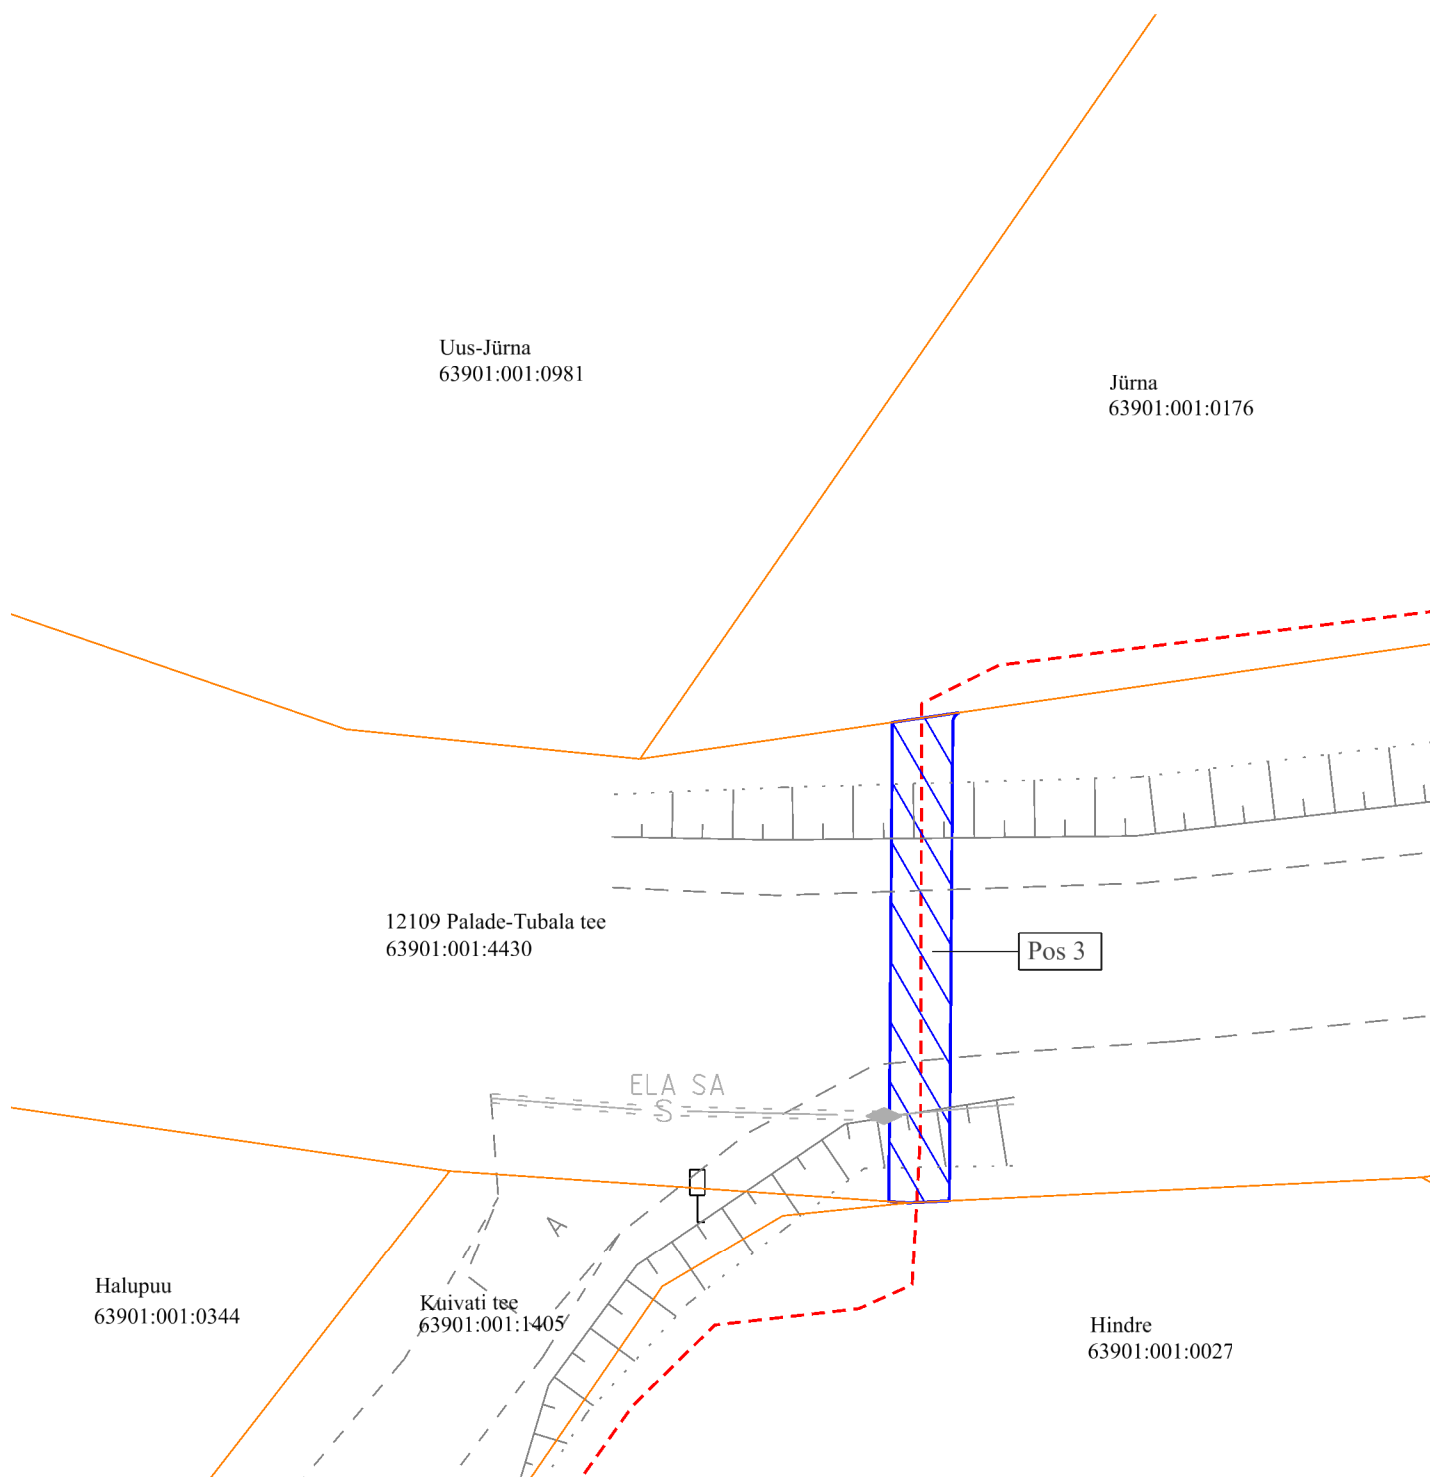 Uus-Jürna
63901:001:0981
Jürna
63901:001:0176
12109 Palade-Tubala tee
63901:001:4430
Pos 3
ELA SA
S
A
Halupuu
63901:001:0344
Kuivati tee
63901:001:1405
Hindre
63901:001:0027